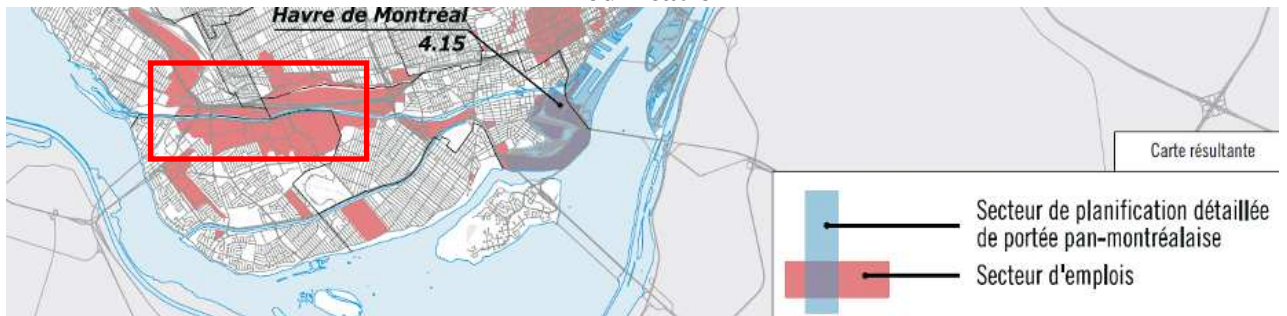 Havre de Montréal
4.15
Carte résultante
Secteur de planification détaillée
de portée pan-montréalaise
Secteur d'emplois